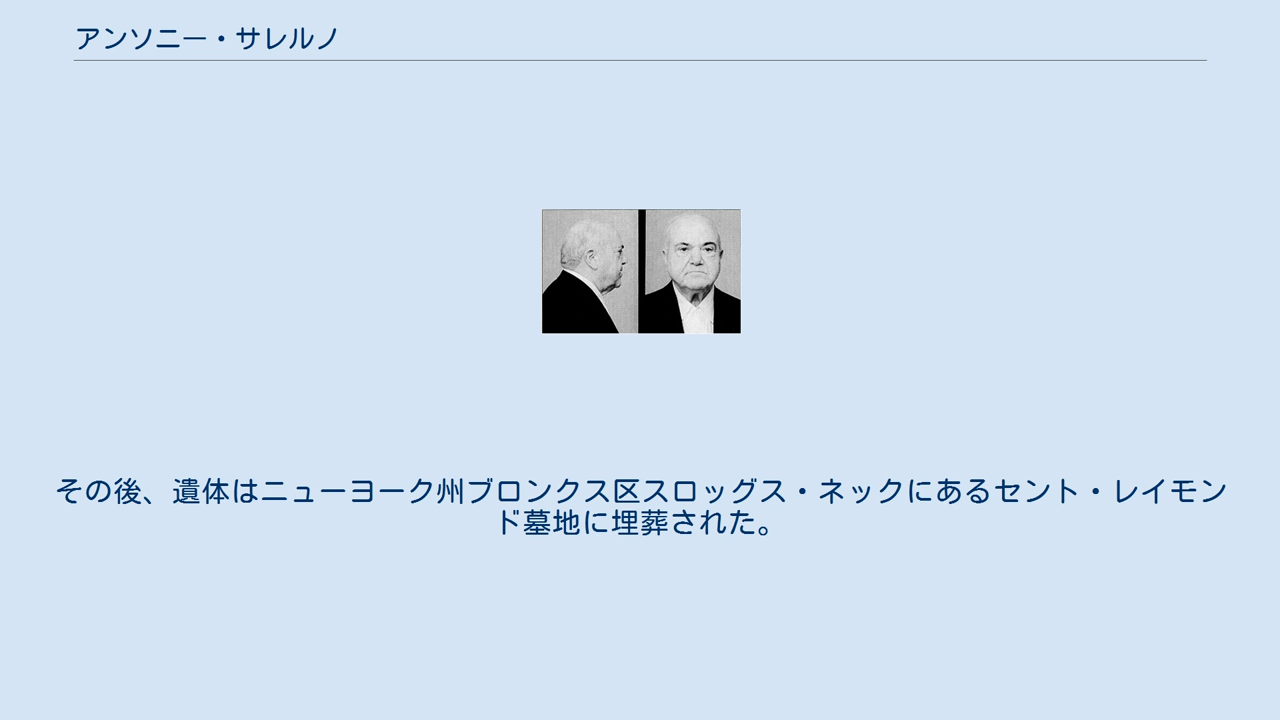 アンソニー・サレルノ
その後、遺体はニューヨーク州ブロンクス区スロッグス・ネックにあるセント・レイモン
ド墓地に埋葬された。